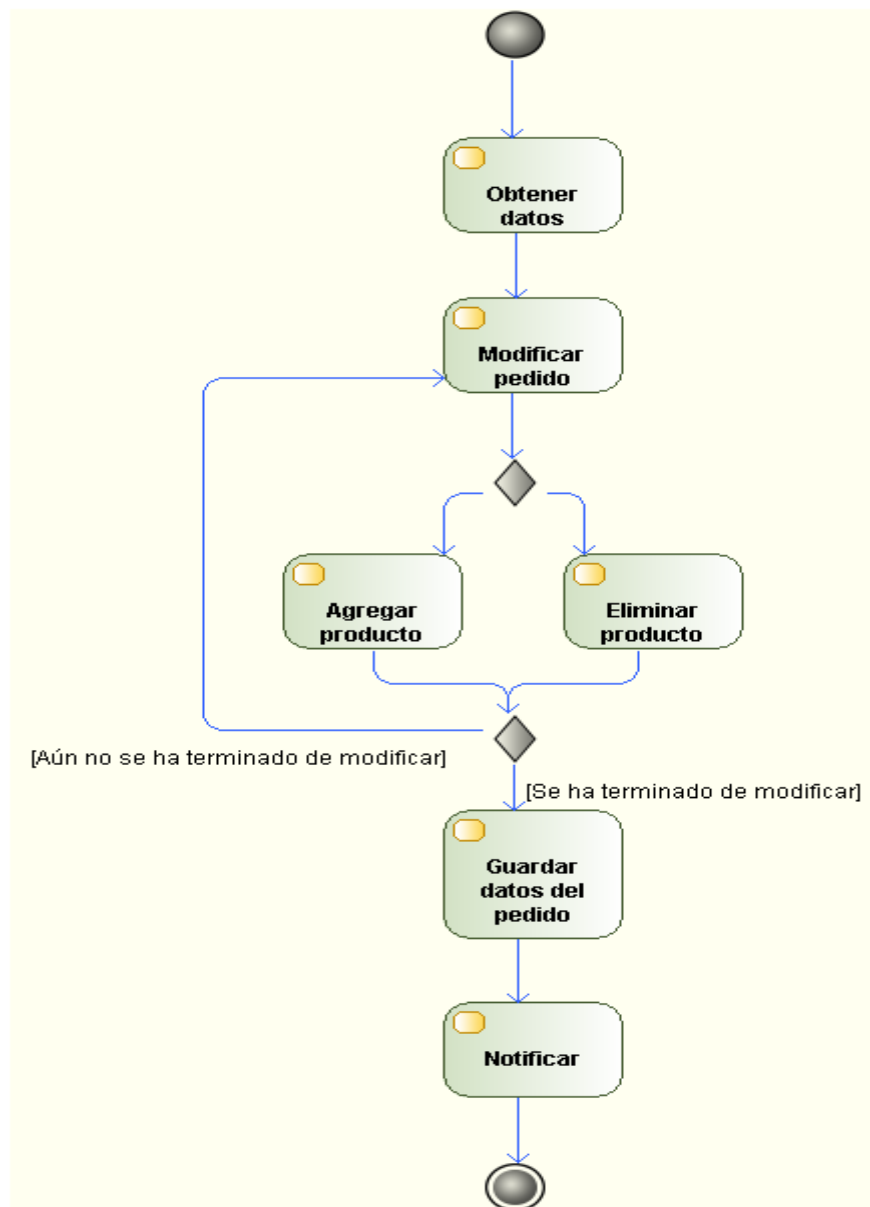 Obtener
datos
Modificar
pedido
Agregar
producto
Eliminar
producto
[Aún no se ha terminado de modificar]
[Se ha terminado de modificar]
Guardar
datos del
pedido
Notificar